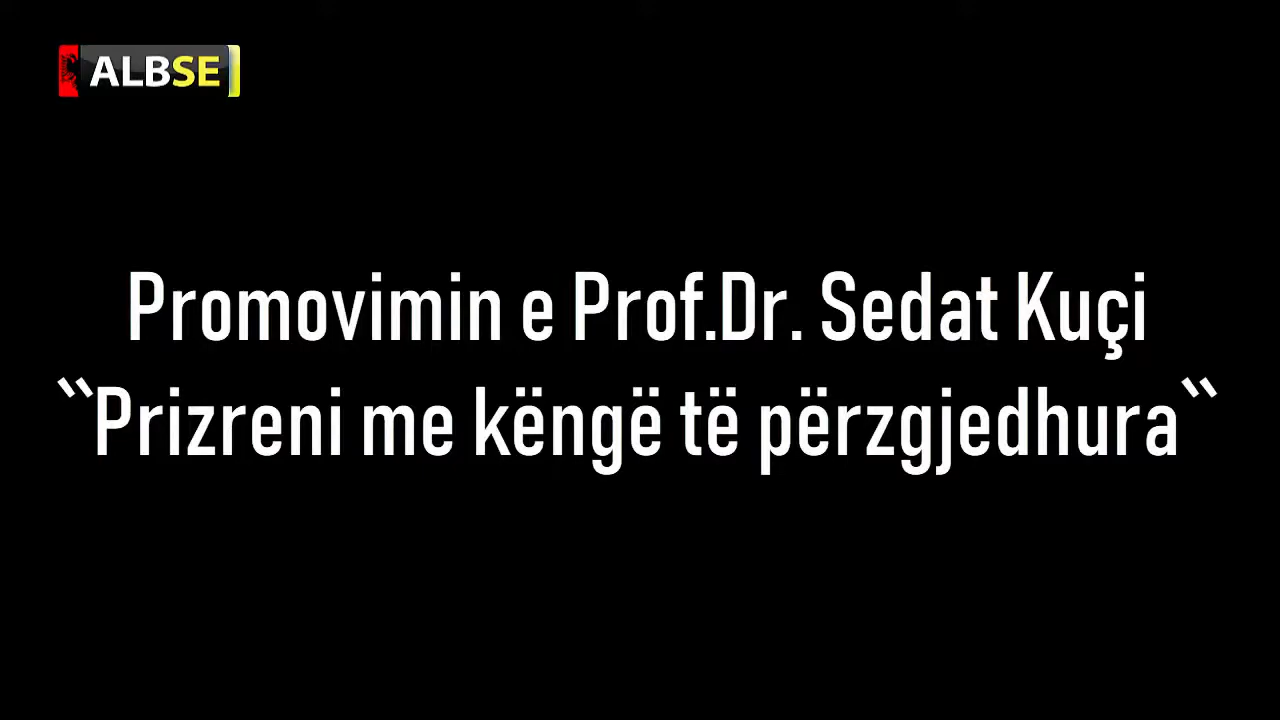 ALBSE
Promovimin e Prof.Dr. Sedat Kuçi
``Prizreni me këngë të përzgjedhura``